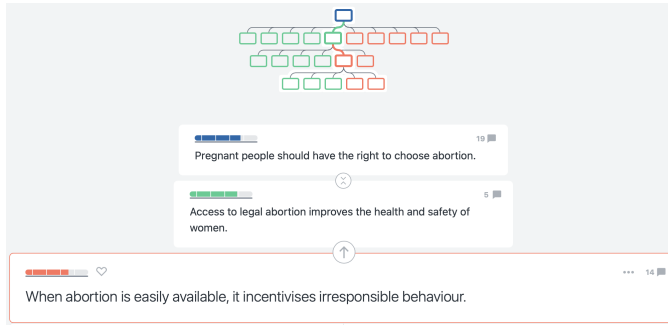 19
Pregnant people should have the right to choose abortion.
5
Access to legal abortion improves the health and safety of
women.
14
When abortion is easily available, it incentivises irresponsible behaviour.